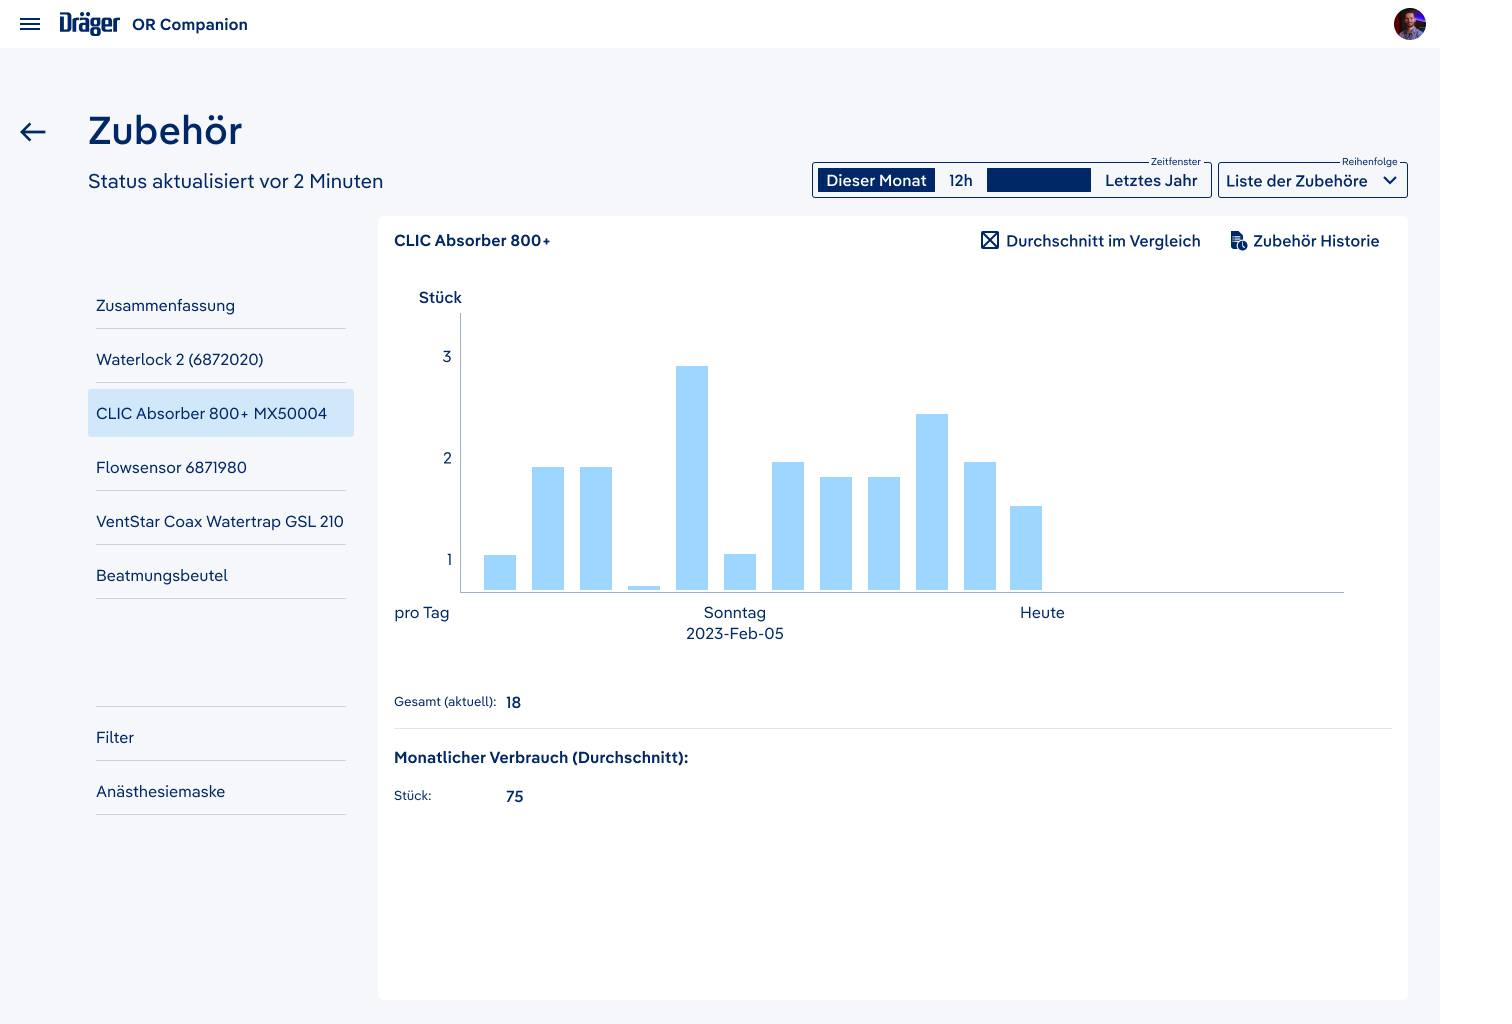 Dräger OR Companion
Zubehör
Status aktualisiert vor 2 Minuten
Zeitfenster
Dieser Monat 12h Letztes Jahr
Reihenfolge
Liste der Zubehöre
Zusammenfassung
Waterlock 2 (6872020)
CLIC Absorber 800+ MX50004
Flowsensor 6871980
VentStar Coax Watertrap GSL 210
Beatmungsbeutel
Filter
Anästhesiemaske
CLIC Absorber 800+
Durchschnitt im Vergleich
Zubehör Historie
Stück
3
2
1
pro Tag
Sonntag
2023-Feb-05
Heute
Gesamt (aktuell): 18
Monatlicher Verbrauch (Durchschnitt):
Stück: 75